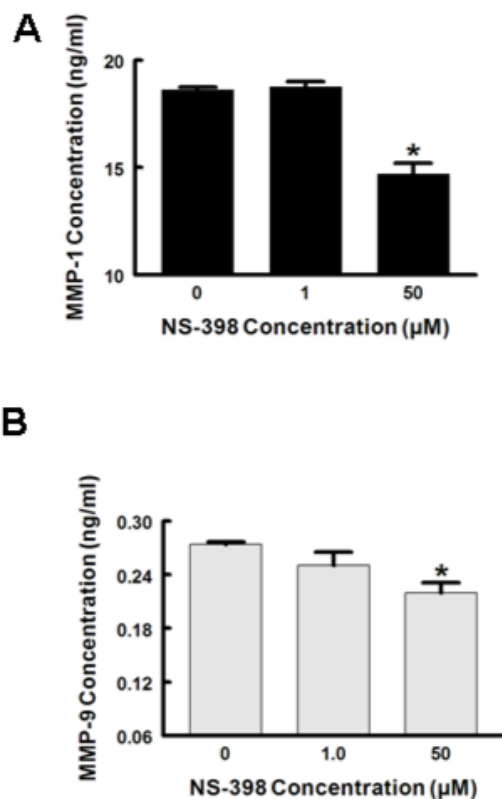 A
MMP-1 Concentration (ng/ml)
20
15
10
*
0 1 50
NS-398 Concentration (µM)
B
MMP-9 Concentration (ng/ml)
0.30
0.24
0.18
0.12
0.06
*
0 1.0 50
NS-398 Concentration (µM)